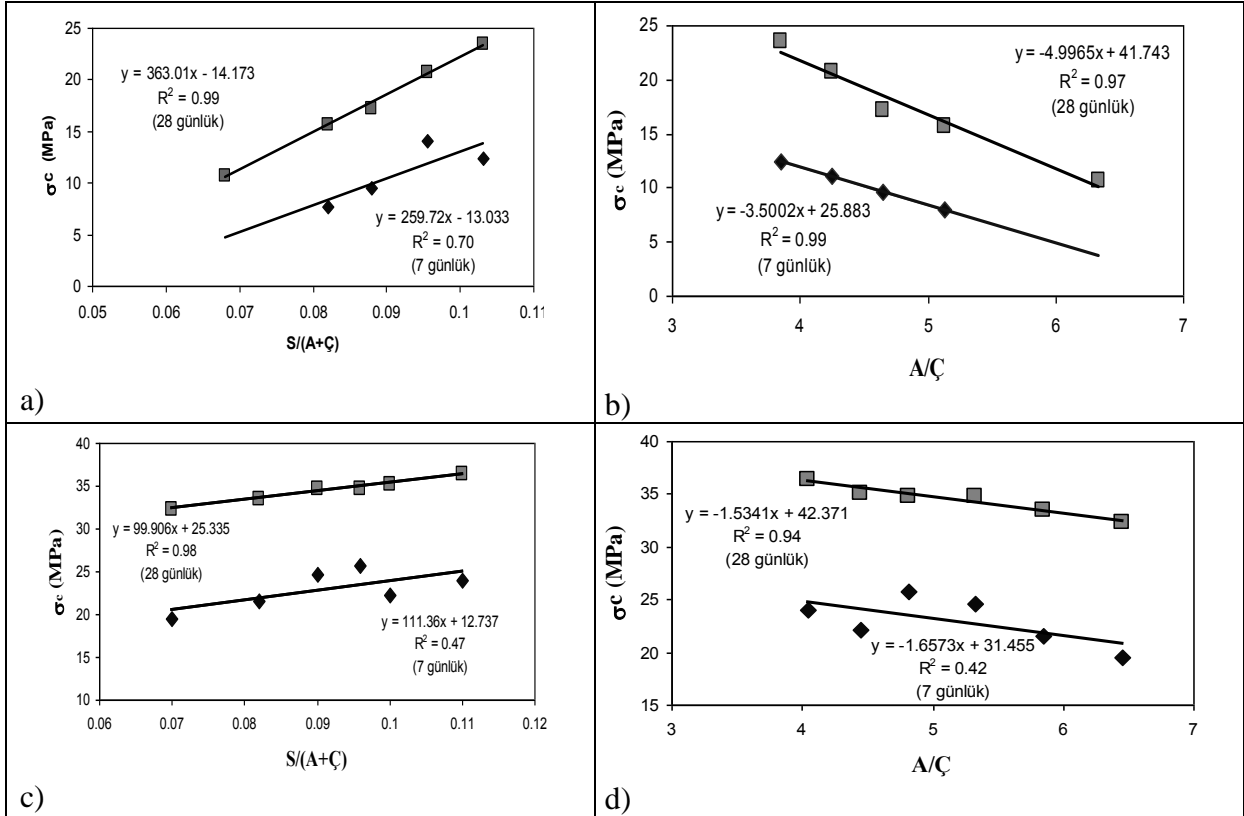 25
20
15
10
5
0
σc (MPa)
y = 363.01x - 14.173
R² = 0.99
(28 günlük)
y = 259.72x - 13.033
R² = 0.70
(7 günlük)
0.05 0.06 0.07 0.08 0.09 0.1 0.11
S/(A+Ç)
a)
25
20
15
10
5
0
σc (MPa)
y = -4.9965x + 41.743
R² = 0.97
(28 günlük)
y = -3.5002x + 25.883
R² = 0.99
(7 günlük)
3 4 5 6 7
A/Ç
b)
40
35
30
25
20
15
10
σc (MPa)
y = 99.906x + 25.335
R² = 0.98
(28 günlük)
y = 111.36x + 12.737
R² = 0.47
(7 günlük)
0.06 0.07 0.08 0.09 0.1 0.11 0.12
S/(A+Ç)
c)
40
35
30
25
20
15
σc (MPa)
y = -1.5341x + 42.371
R² = 0.94
(28 günlük)
y = -1.6573x + 31.455
R² = 0.42
(7 günlük)
3 4 5 6 7
A/Ç
d)